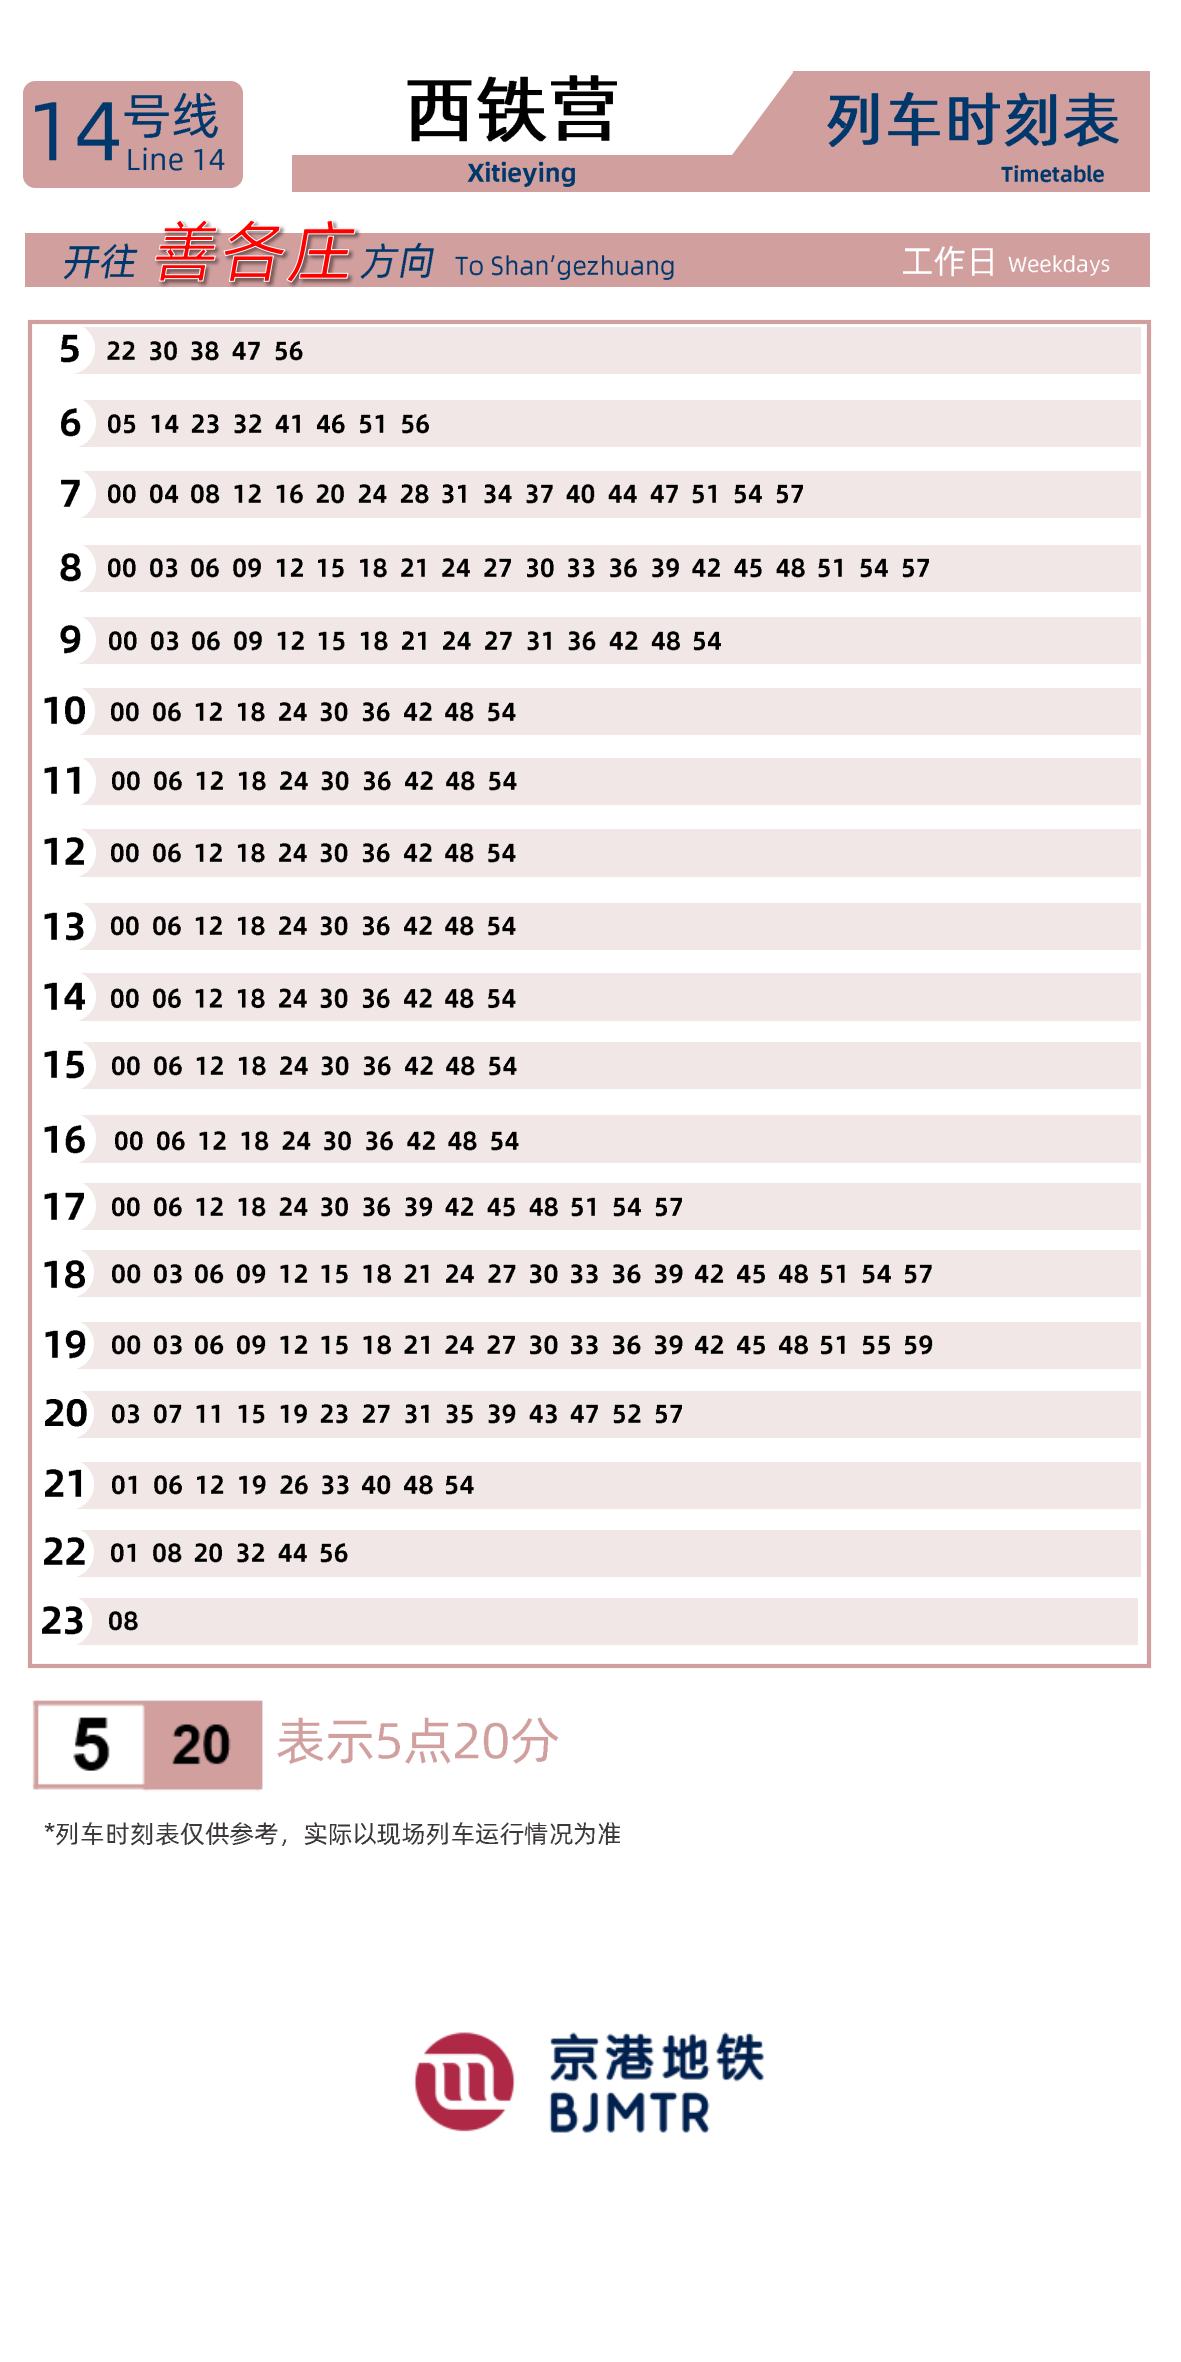 14号线 西铁营 列车时刻表
Line 14 Xitieying Timetable
开往 善各庄 方向 To Shan’gezhuang 工作日 Weekdays
5 22 30 38 47 56
6 05 14 23 32 41 46 51 56
7 00 04 08 12 16 20 24 28 31 34 37 40 44 47 51 54 57
8 00 03 06 09 12 15 18 21 24 27 30 33 36 39 42 45 48 51 54 57
9 00 03 06 09 12 15 18 21 24 27 31 36 42 48 54
10 00 06 12 18 24 30 36 42 48 54
11 00 06 12 18 24 30 36 42 48 54
12 00 06 12 18 24 30 36 42 48 54
13 00 06 12 18 24 30 36 42 48 54
14 00 06 12 18 24 30 36 42 48 54
15 00 06 12 18 24 30 36 42 48 54
16 00 06 12 18 24 30 36 42 48 54
17 00 06 12 18 24 30 36 39 42 45 48 51 54 57
18 00 03 06 09 12 15 18 21 24 27 30 33 36 39 42 45 48 51 54 57
19 00 03 06 09 12 15 18 21 24 27 30 33 36 39 42 45 48 51 55 59
20 03 07 11 15 19 23 27 31 35 39 43 47 52 57
21 01 06 12 19 26 33 40 48 54
22 01 08 20 32 44 56
23 08
5 20 表示5点20分
*列车时刻表仅供参考，实际以现场列车运行情况为准
京港地铁
BJMTR